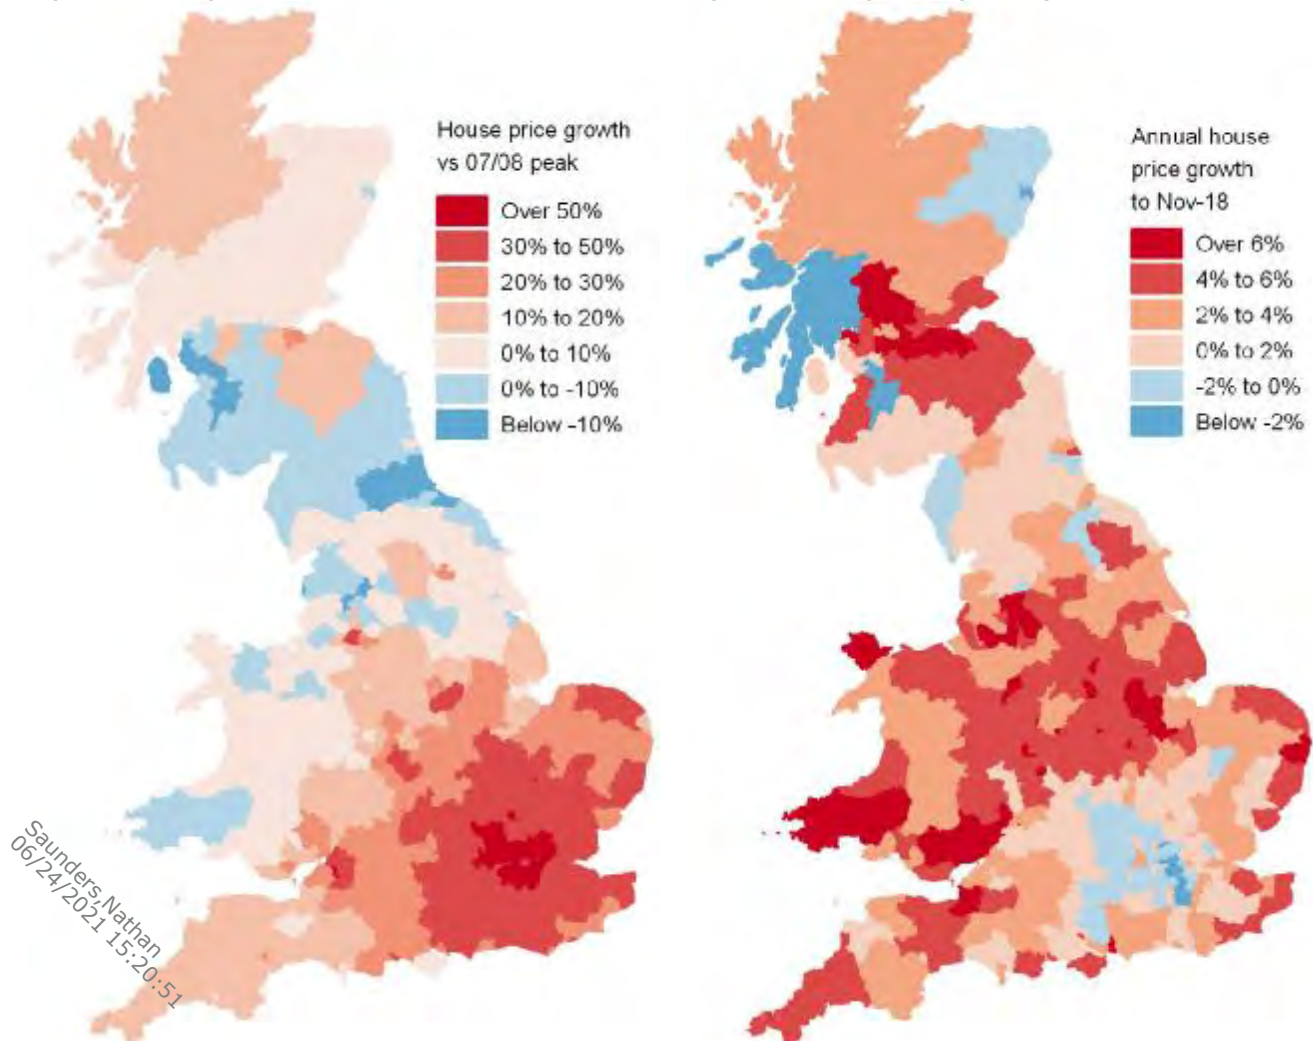 House price growth
vs 07/08 peak
Over 50%
30% to 50%
20% to 30%
10% to 20%
0% to 10%
0% to -10%
Below -10%
Annual house
price growth
to Nov-18
Over 6%
4% to 6%
2% to 4%
0% to 2%
-2% to 0%
Below -2%
Saunders,Nathan
06/24/2021 15:20:51